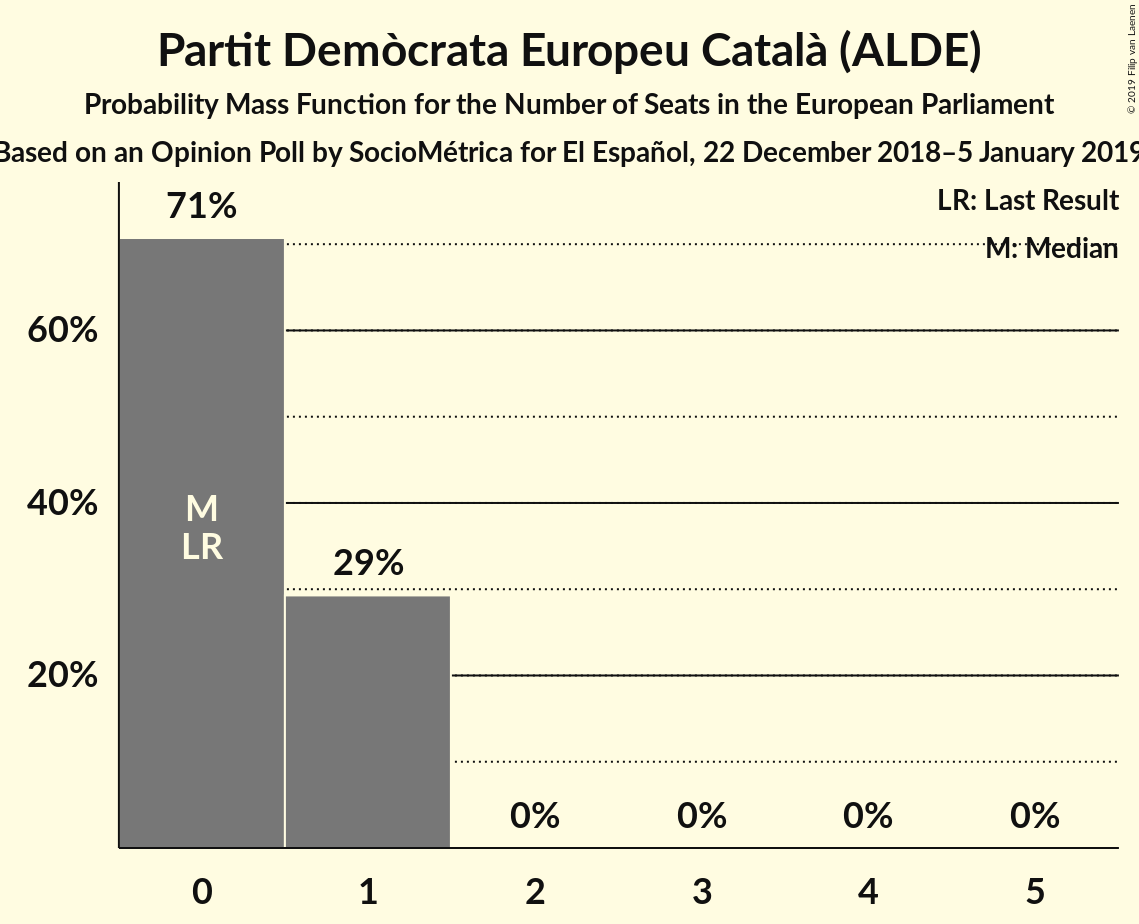 Partit Demòcrata Europeu Català (ALDE)
Probability Mass Function for the Number of Seats in the European Parliament
Based on an Opinion Poll by SocioMétrica for El Español, 22 December 2018–5 January 2019
© 2019 Filip van Laenen
LR: Last Result
M: Median
71%
60%
40%
20%
M
LR
29%
0% 0% 0% 0%
0 1 2 3 4 5